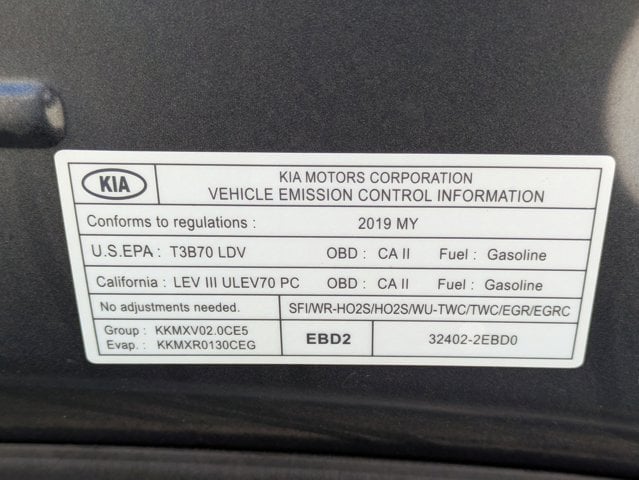 KIA
KIA MOTORS CORPORATION
VEHICLE EMISSION CONTROL INFORMATION
Conforms to regulations : 2019 MY
U.S.EPA : T3B70 LDV OBD : CA II Fuel : Gasoline
California : LEV III ULEV70 PC OBD : CA II Fuel : Gasoline
No adjustments needed. SFI/WR-HO2S/HO2S/WU-TWC/TWC/EGR/EGRC
Group : KKMXV02.0CE5
Evap. : KKMXR0130CEG
EBD2
32402-2EBD0